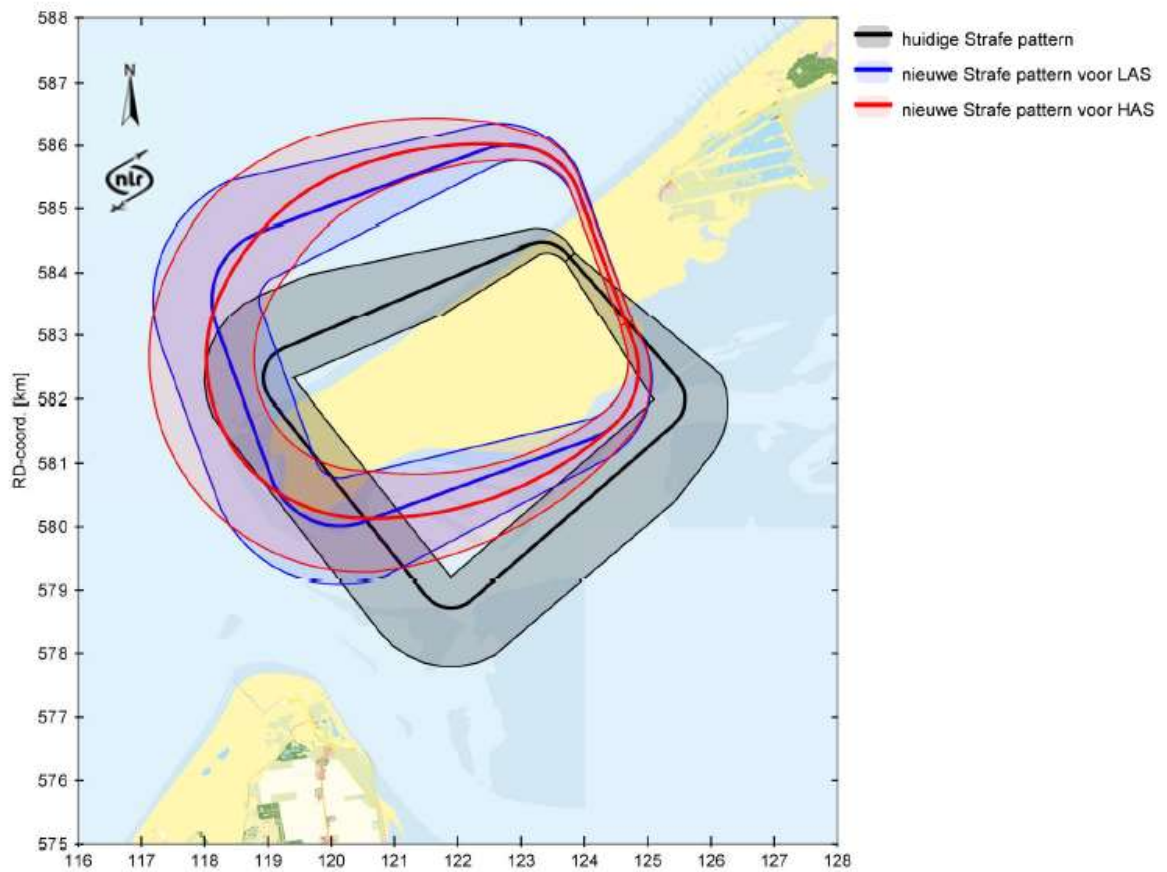 588
587
586
585
584
583
582
581
580
579
578
577
576
575
RD-coord. [km]
N
nlr
116 117 118 119 120 121 122 123 124 125 126 127 128
huidige Strafe pattern
nieuwe Strafe pattern voor LAS
nieuwe Strafe pattern voor HAS